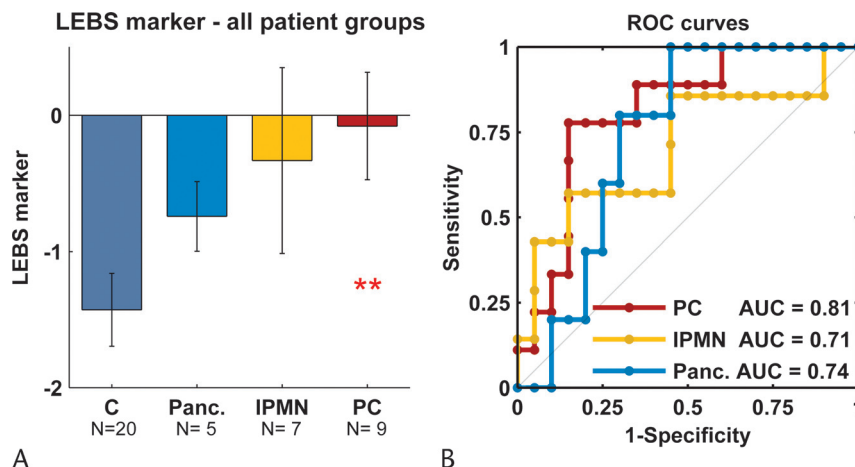 LEBS marker - all patient groups
LEBS marker
0
-1
-2
**
C
Panc.
IPMN
PC
N=20
N= 5
N= 7
N= 9
A
ROC curves
Sensitivity
1
0.75
0.5
0.25
0
PC AUC = 0.81
IPMN AUC = 0.71
Panc. AUC = 0.74
0
0.25
0.5
0.75
1
1-Specificity
B